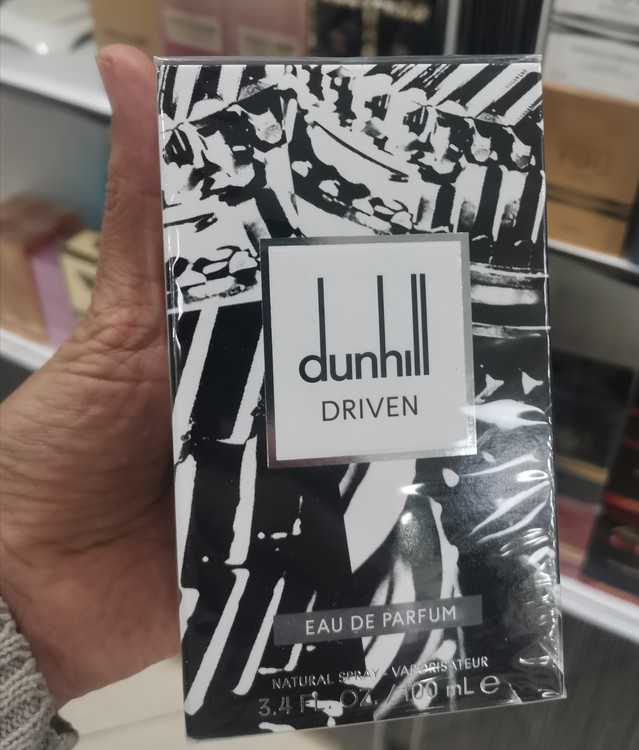 dunhill
DRIVEN
EAU DE PARFUM
NATURAL SPRAY - VAPORISATEUR
3.4 FL. OZ. / 100 mL e